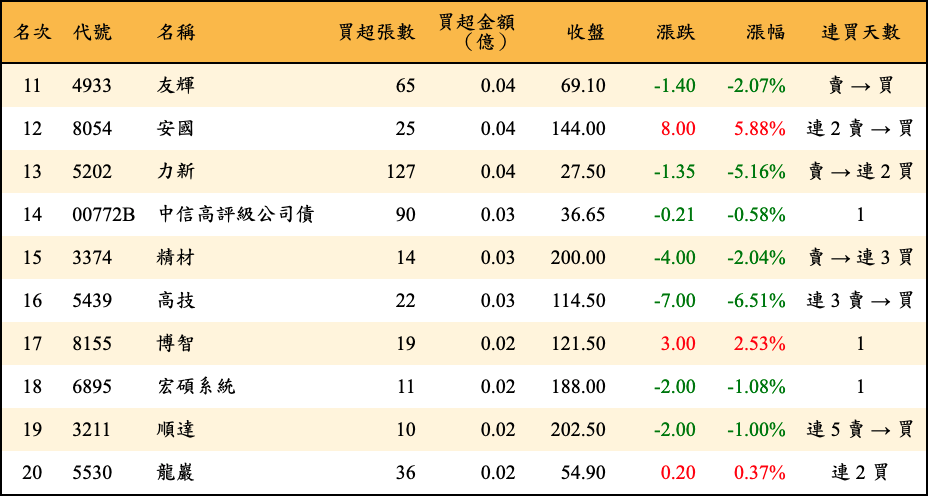 名次 代號 名稱 買超張數 買超金額（億） 收盤 漲跌 漲幅 連買天數
11 4933 友輝 65 0.04 69.10 -1.40 -2.07% 賣 → 買
12 8054 安國 25 0.04 144.00 8.00 5.88% 連 2 賣 → 買
13 5202 力新 127 0.04 27.50 -1.35 -5.16% 賣 → 連 2 買
14 00772B 中信高評級公司債 90 0.03 36.65 -0.21 -0.58% 1
15 3374 精材 14 0.03 200.00 -4.00 -2.04% 賣 → 連 3 買
16 5439 高技 22 0.03 114.50 -7.00 -6.51% 連 3 賣 → 買
17 8155 博智 19 0.02 121.50 3.00 2.53% 1
18 6895 宏碩系統 11 0.02 188.00 -2.00 -1.08% 1
19 3211 順達 10 0.02 202.50 -2.00 -1.00% 連 5 賣 → 買
20 5530 龍巖 36 0.02 54.90 0.20 0.37% 連 2 買